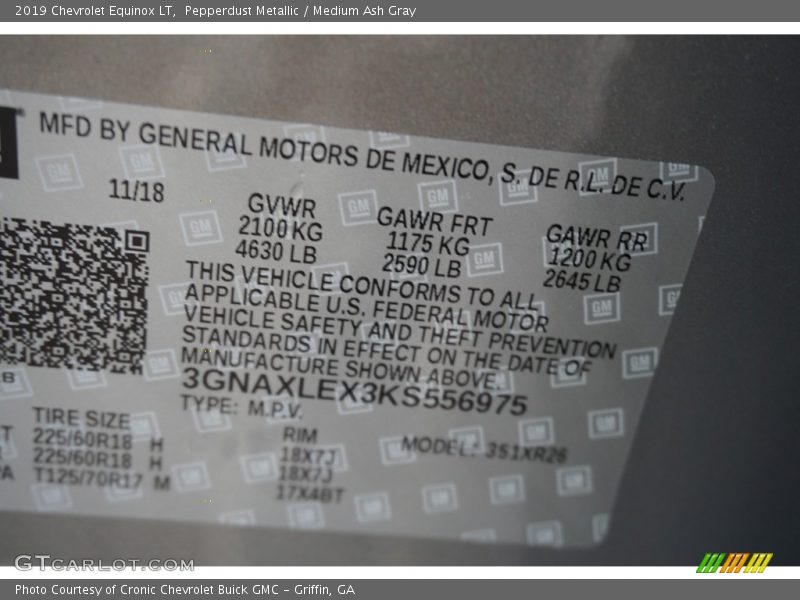 2019 Chevrolet Equinox LT,  Pepperdust Metallic / Medium Ash Gray
MFD BY GENERAL MOTORS DE MEXICO, S. DE R.L. DE C.V.
11/18
GVWR
2100 KG
4630 LB
GAWR FRT
1175 KG
2590 LB
GAWR RR
1200 KG
2645 LB
THIS VEHICLE CONFORMS TO ALL
APPLICABLE U.S. FEDERAL MOTOR
VEHICLE SAFETY AND THEFT PREVENTION
STANDARDS IN EFFECT ON THE DATE OF
MANUFACTURE SHOWN ABOVE.
3GNAXLEX3KS556975
TYPE: M.P.V.
MODEL: 351XR26
TIRE SIZE
225/60R18 H
225/60R18 H
T125/70R17 M
RIM
18X7J
18X7J
17X4BT
GTCARLOT.COM
Photo Courtesy of Cronic Chevrolet Buick GMC - Griffin, GA